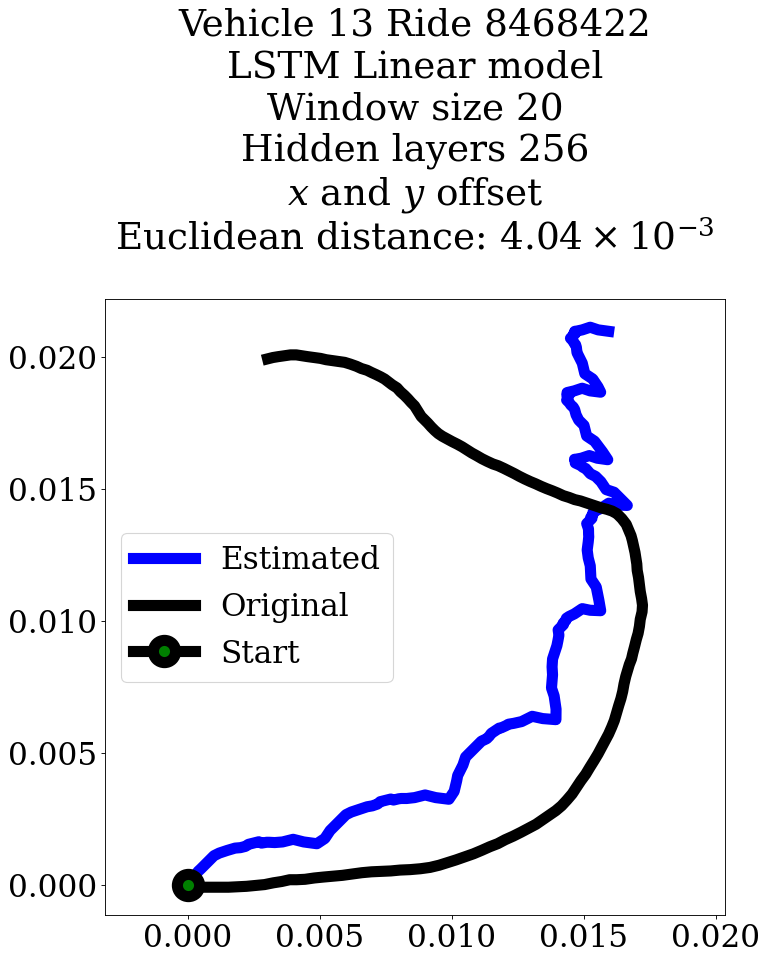 Vehicle 13 Ride 8468422
LSTM Linear model
Window size 20
Hidden layers 256
x and y offset
Euclidean distance: 4.04 × 10⁻³
0.020
0.015
0.010
0.005
0.000
Estimated
Original
Start
0.000 0.005 0.010 0.015 0.020